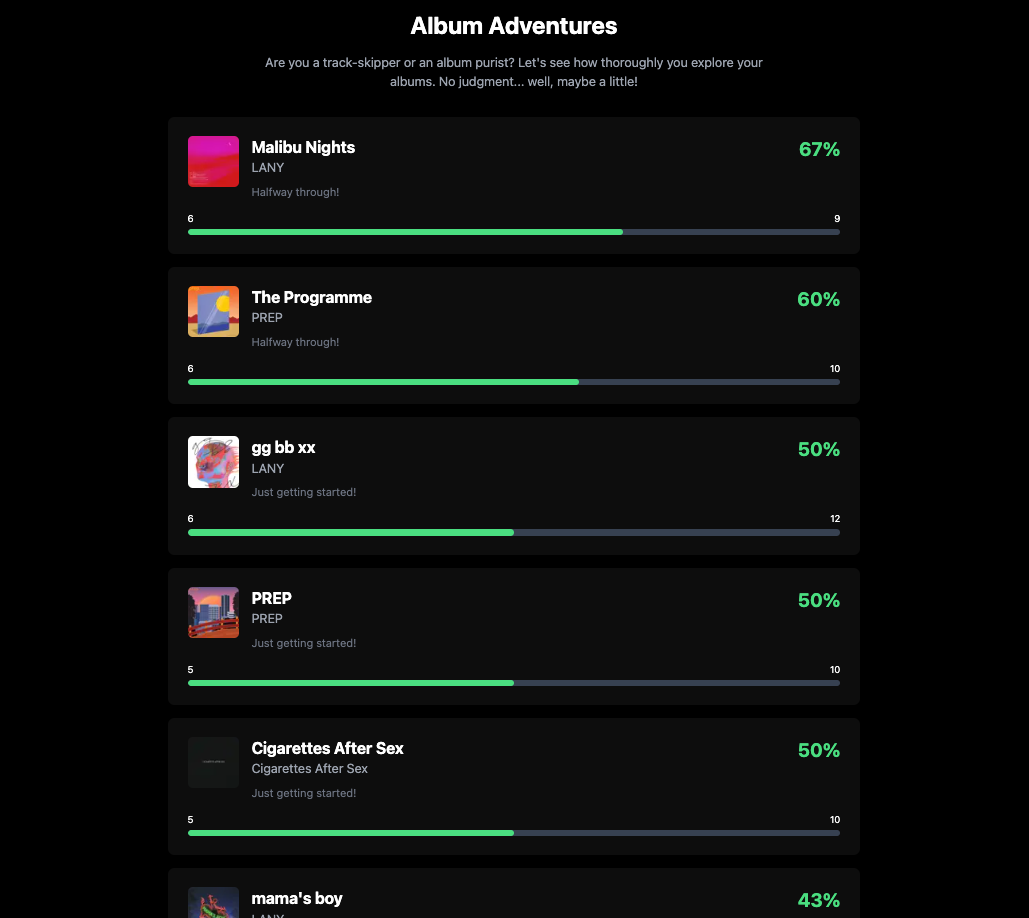 Album Adventures
Are you a track-skipper or an album purist? Let's see how thoroughly you explore your
albums. No judgment... well, maybe a little!
Malibu Nights
67%
LANY
Halfway through!
6
9
The Programme
60%
PREP
Halfway through!
6
10
gg bb xx
50%
LANY
Just getting started!
6
12
PREP
50%
PREP
Just getting started!
5
10
Cigarettes After Sex
50%
Cigarettes After Sex
Just getting started!
5
10
mama's boy
43%
LANY